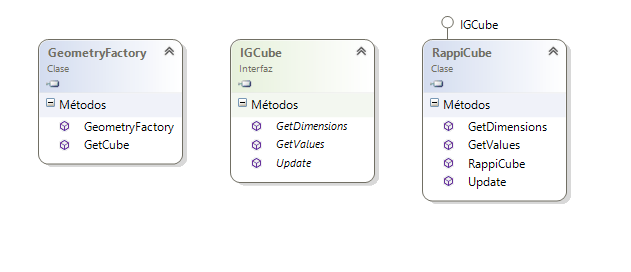 IGCube
GeometryFactory
Clase
Métodos
GeometryFactory
GetCube
IGCube
Interfaz
Métodos
GetDimensions
GetValues
Update
RappiCube
Clase
Métodos
GetDimensions
GetValues
RappiCube
Update